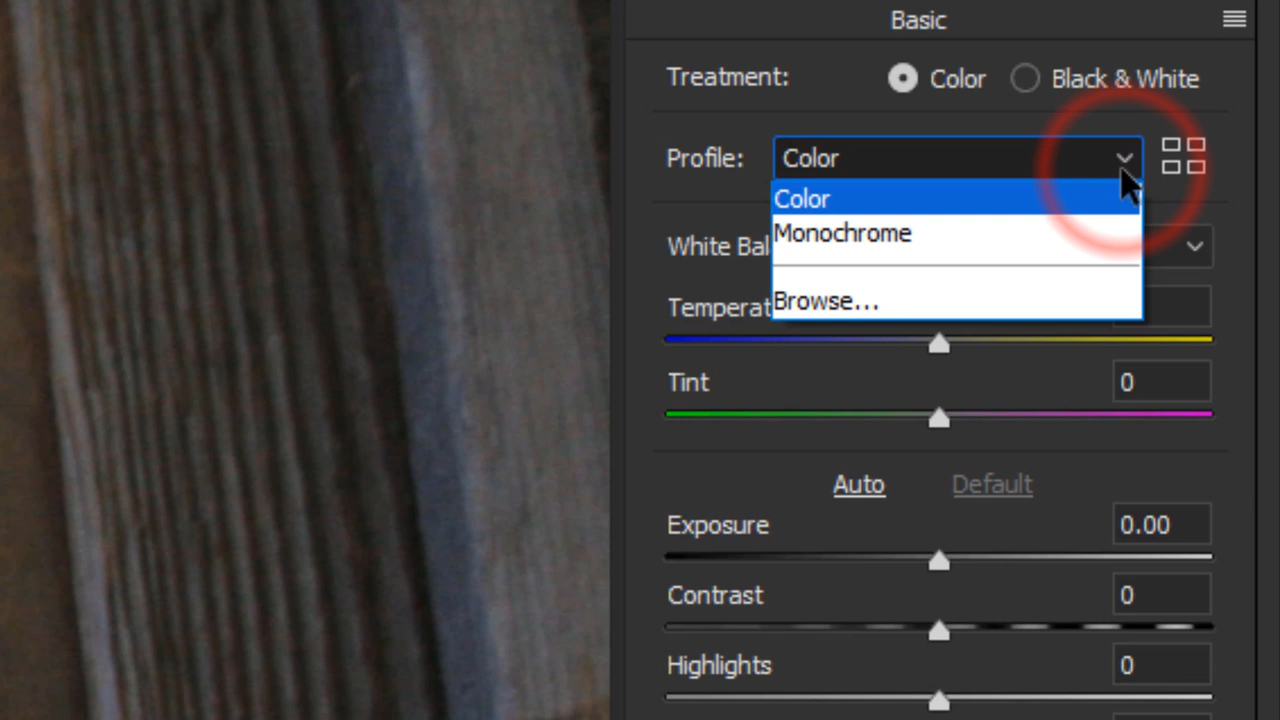 Basic
Treatment: Color Black & White
Profile: Color
Color
Monochrome
White Bal
Browse...
Temperat
Tint 0
Auto Default
Exposure 0.00
Contrast 0
Highlights 0